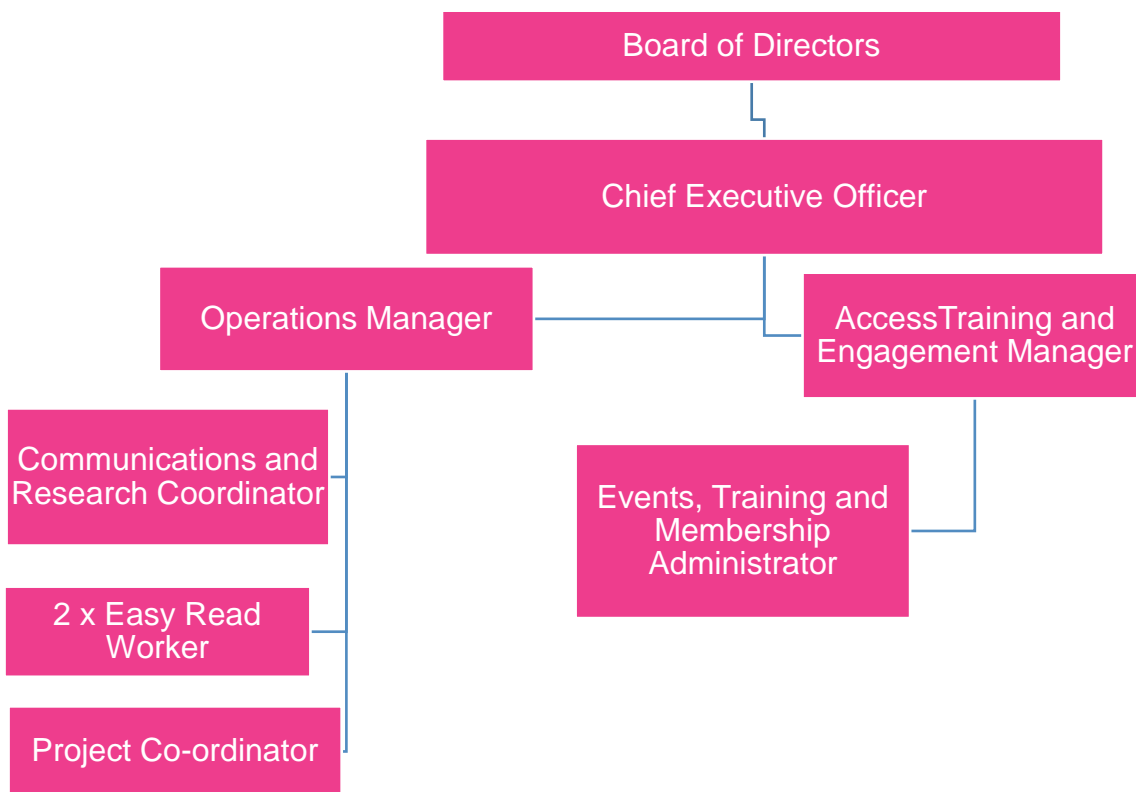 Board of Directors
Chief Executive Officer
Operations Manager
AccessTraining and
Engagement Manager
Communications and
Research Coordinator
Events, Training and
Membership
Administrator
2 x Easy Read
Worker
Project Co-ordinator